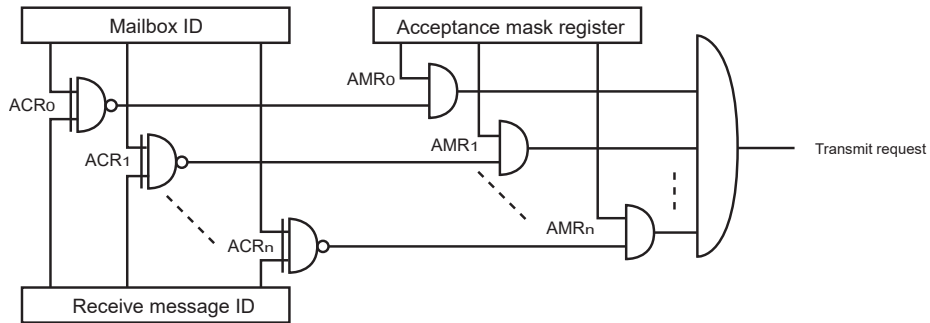 Mailbox ID
Acceptance mask register
AMR0
ACR0
AMR1
ACR1
Transmit request
AMRn
ACRn
Receive message ID